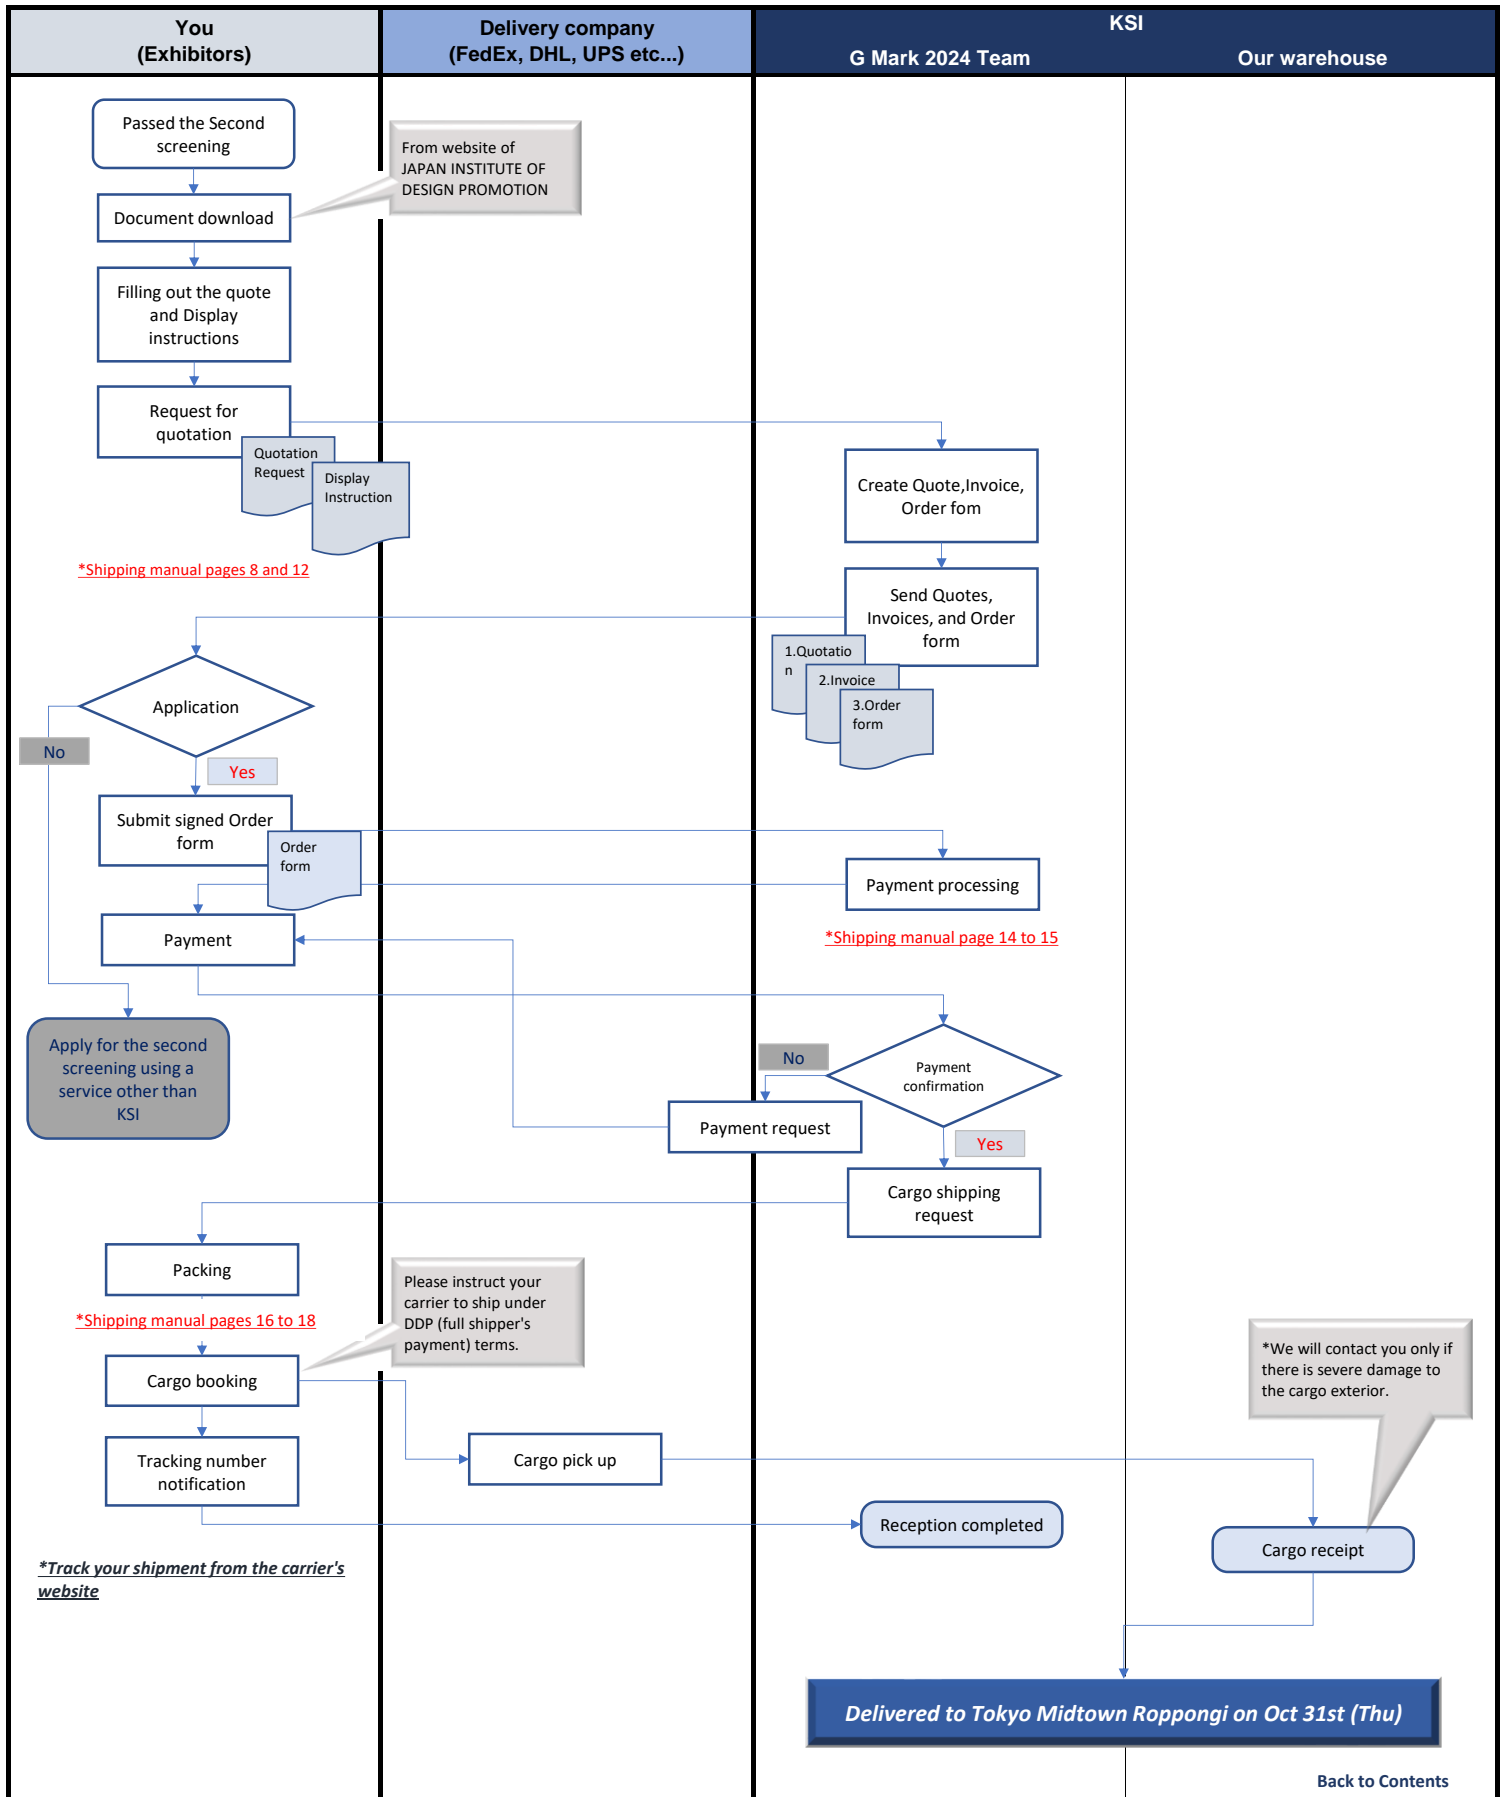 You
(Exhibitors)
Delivery company
(FedEx, DHL, UPS etc...)
KSI
G Mark 2024 Team
Our warehouse
Passed the Second
screening
From website of
JAPAN INSTITUTE OF
DESIGN PROMOTION
Document download
Filling out the quote
and Display
instructions
Request for
quotation
Quotation
Request
Display
Instruction
*Shipping manual pages 8 and 12
Create Quote,Invoice,
Order fom
Send Quotes,
Invoices, and Order
form
1.Quotatio
n
2.Invoice
3.Order
form
Application
No
Yes
Submit signed Order
form
Order
form
Payment processing
*Shipping manual page 14 to 15
Payment
Apply for the second
screening using a
service other than
KSI
No
Payment
confirmation
Payment request
Yes
Cargo shipping
request
Packing
*Shipping manual pages 16 to 18
Please instruct your
carrier to ship under
DDP (full shipper's
payment) terms.
Cargo booking
*We will contact you only if
there is severe damage to
the cargo exterior.
Tracking number
notification
Cargo pick up
Reception completed
Cargo receipt
*Track your shipment from the carrier's
website
Delivered to Tokyo Midtown Roppongi on Oct 31st (Thu)
Back to Contents